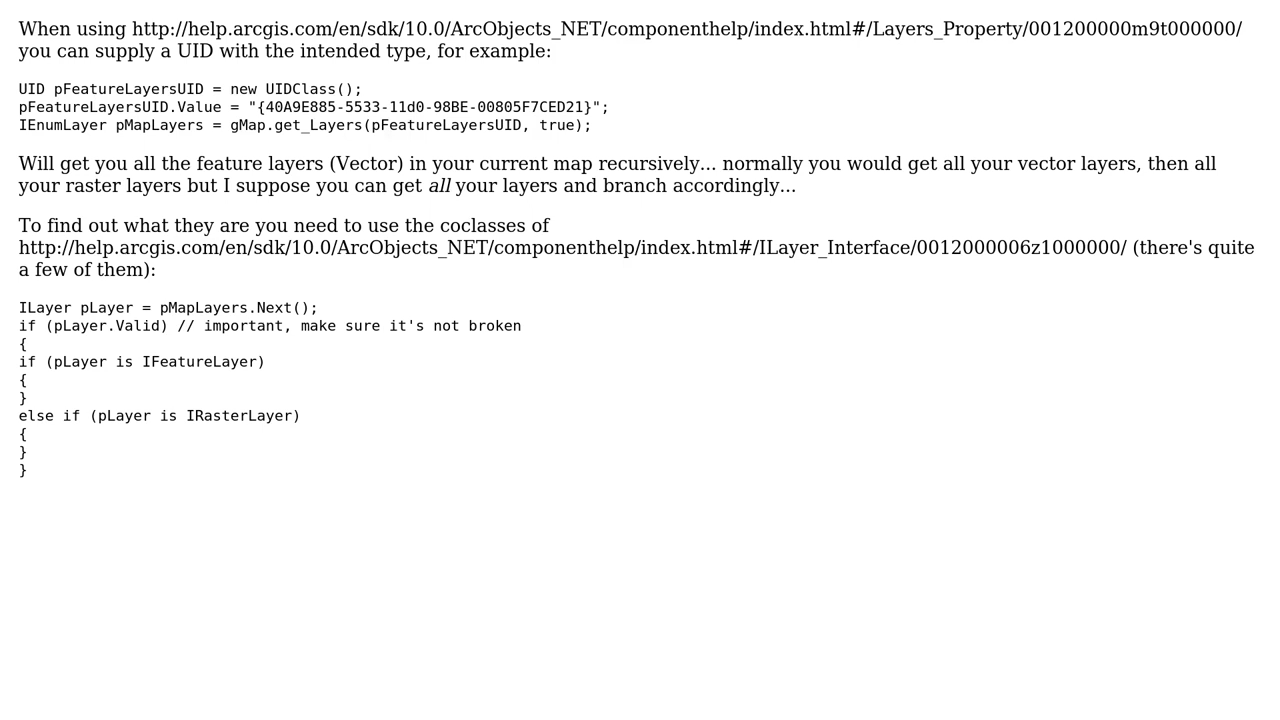 When using http://help.arcgis.com/en/sdk/10.0/ArcObjects_NET/componenthelp/index.html#/Layers_Property/001200000m9t000000/
you can supply a UID with the intended type, for example:
UID pFeatureLayersUID = new UIDClass();
pFeatureLayersUID.Value = "{40A9E885-5533-11d0-98BE-00805F7CED21}";
IEnumLayer pMapLayers = gMap.get_Layers(pFeatureLayersUID, true);
Will get you all the feature layers (Vector) in your current map recursively... normally you would get all your vector layers, then all
your raster layers but I suppose you can get all your layers and branch accordingly...
To find out what they are you need to use the coclasses of
http://help.arcgis.com/en/sdk/10.0/ArcObjects_NET/componenthelp/index.html#/ILayer_Interface/0012000006z1000000/ (there's quite
a few of them):
ILayer pLayer = pMapLayers.Next();
if (pLayer.Valid) // important, make sure it's not broken
{
if (pLayer is IFeatureLayer)
{
}
else if (pLayer is IRasterLayer)
{
}
}